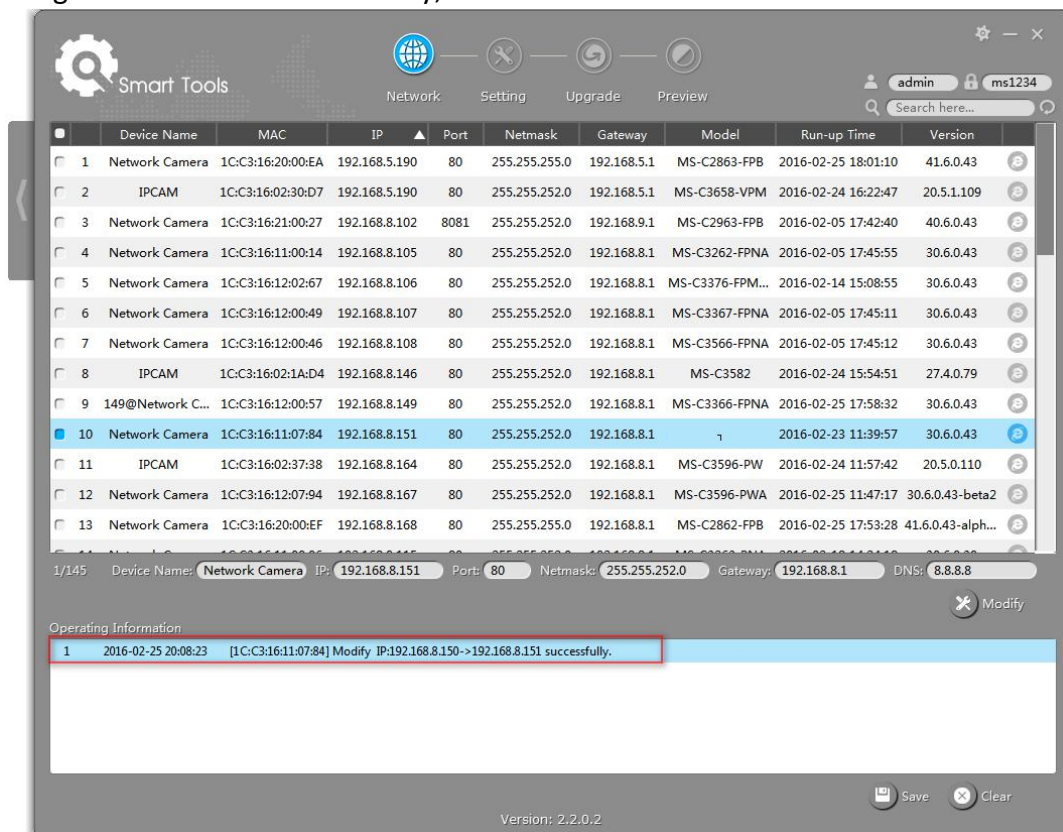 Smart Tools
Network Setting Upgrade Preview
admin ms1234
Search here...
Device Name MAC IP Port Netmask Gateway Model Run-up Time Version
1 Network Camera 1C:C3:16:20:00:EA 192.168.5.190 80 255.255.255.0 192.168.5.1 MS-C2863-FPB 2016-02-25 18:01:10 41.6.0.43
2 IPCAM 1C:C3:16:02:30:D7 192.168.5.190 80 255.255.252.0 192.168.5.1 MS-C3658-VPM 2016-02-24 16:22:47 20.5.1.109
3 Network Camera 1C:C3:16:21:00:27 192.168.8.102 8081 255.255.252.0 192.168.9.1 MS-C2963-FPB 2016-02-05 17:42:40 40.6.0.43
4 Network Camera 1C:C3:16:11:00:14 192.168.8.105 80 255.255.252.0 192.168.8.1 MS-C3262-FPNA 2016-02-05 17:45:55 30.6.0.43
5 Network Camera 1C:C3:16:12:02:67 192.168.8.106 80 255.255.252.0 192.168.8.1 MS-C3376-FPM... 2016-02-14 15:08:55 30.6.0.43
6 Network Camera 1C:C3:16:12:00:49 192.168.8.107 80 255.255.252.0 192.168.8.1 MS-C3367-FPNA 2016-02-05 17:45:11 30.6.0.43
7 Network Camera 1C:C3:16:12:00:46 192.168.8.108 80 255.255.252.0 192.168.8.1 MS-C3566-FPNA 2016-02-05 17:45:12 30.6.0.43
8 IPCAM 1C:C3:16:02:1A:D4 192.168.8.146 80 255.255.252.0 192.168.8.1 MS-C3582 2016-02-24 15:54:51 27.4.0.79
9 149@Network C... 1C:C3:16:12:00:57 192.168.8.149 80 255.255.252.0 192.168.8.1 MS-C3366-FPNA 2016-02-25 17:58:32 30.6.0.43
10 Network Camera 1C:C3:16:11:07:84 192.168.8.151 80 255.255.252.0 192.168.8.1 2016-02-23 11:39:57 30.6.0.43
11 IPCAM 1C:C3:16:02:37:38 192.168.8.164 80 255.255.252.0 192.168.8.1 MS-C3596-PW 2016-02-24 11:57:42 20.5.0.110
12 Network Camera 1C:C3:16:12:07:94 192.168.8.167 80 255.255.252.0 192.168.8.1 MS-C3596-PWA 2016-02-25 11:47:17 30.6.0.43-beta2
13 Network Camera 1C:C3:16:20:00:EF 192.168.8.168 80 255.255.255.0 192.168.8.1 MS-C2862-FPB 2016-02-25 17:53:28 41.6.0.43-alph...
1/145 Device Name: Network Camera IP: 192.168.8.151 Port: 80 Netmask: 255.255.252.0 Gateway: 192.168.8.1 DNS: 8.8.8.8
Modify
Operating Information
1 2016-02-25 20:08:23 [1C:C3:16:11:07:84] Modify IP:192.168.8.150->192.168.8.151 successfully.
Save Clear
Version: 2.2.0.2